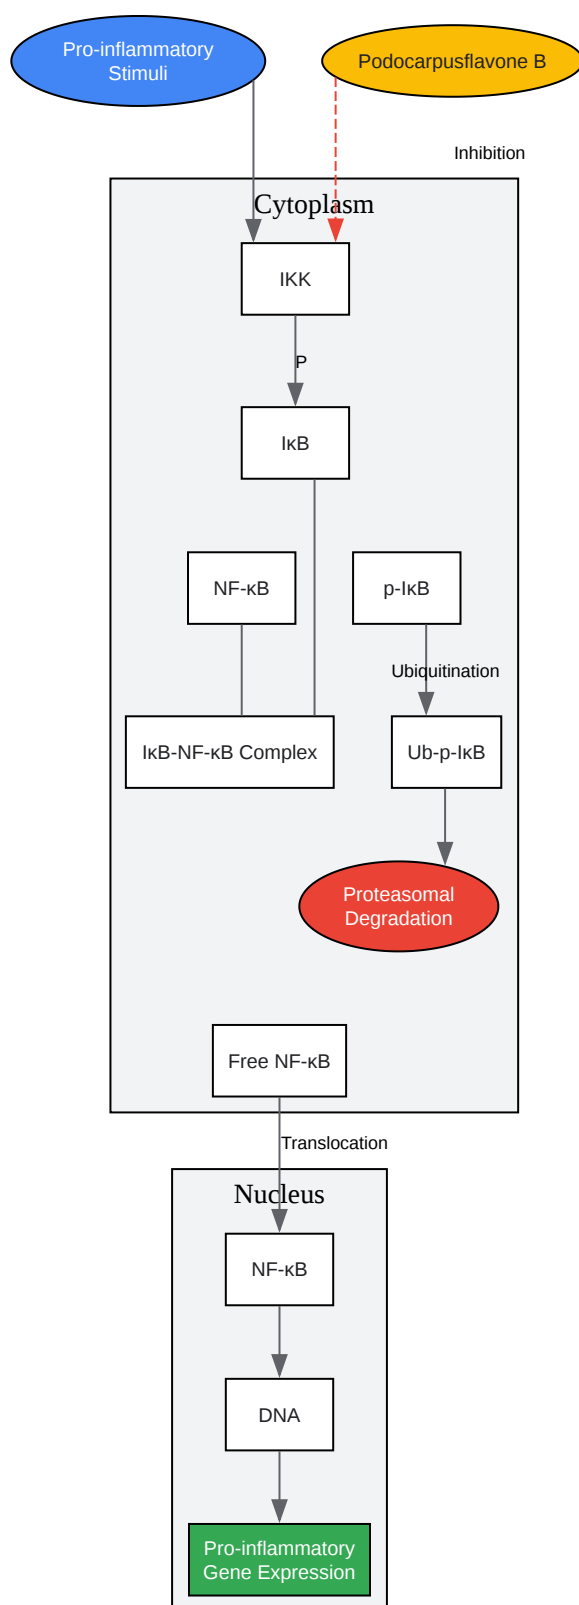 Pro-inflammatory
Stimuli
Podocarpusflavone B
Inhibition
Cytoplasm
IKK
P
IκB
NF-κB
p-IκB
Ubiquitination
IκB-NF-κB Complex
Ub-p-IκB
Proteasomal
Degradation
Free NF-κB
Translocation
Nucleus
NF-κB
DNA
Pro-inflammatory
Gene Expression